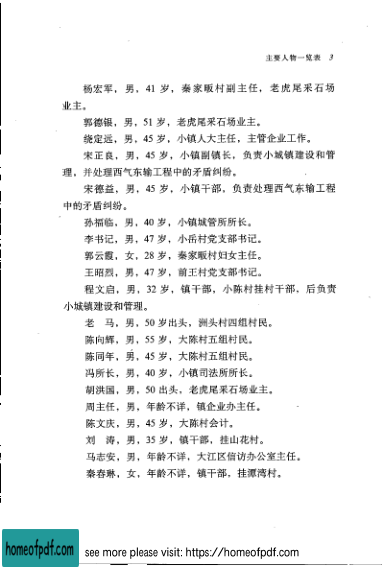 主要人物一览表 3
杨宏军，男，41 岁，秦家畈村副主任，老虎尾采石场
业主。
郭德银，男，51 岁，老虎尾采石场业主。
绕定远，男，45 岁，小镇人大主任，主管企业工作。
宋正良，男，45 岁，小镇副镇长，负责小城镇建设和管
理，并处理西气东输工程中的矛盾纠纷。
宋德益，男，45 岁，小镇干部，负责处理西气东输工程
中的矛盾纠纷。
孙福临，男，40 岁，小镇城管所所长。
李书记，男，47 岁，小岳村党支部书记。
郭云霞，女，28 岁，秦家畈村妇女主任。
王昭烈，男，47 岁，前王村党支部书记。
程文启，男，32 岁，镇干部，小陈村挂村干部，后负责
小城镇建设和管理。
老　马，男，50 岁出头，洲头村四组村民。
陈向辉，男，55 岁，大陈村五组村民。
陈同年，男，45 岁，大陈村五组村民。
冯所长，男，40 岁，小镇司法所所长。
胡洪国，男，50 出头，老虎尾采石场业主。
周主任，男，年龄不详，镇企业办主任。
陈文庆，男，45 岁，大陈村会计。
刘　涛，男，35 岁，镇干部，挂山花村。
马志安，男，年龄不详，大江区信访办公室主任。
秦春琳，女，年龄不详，镇干部，挂潭湾村。
homeofpdf.com
see more please visit: https://homeofpdf.com